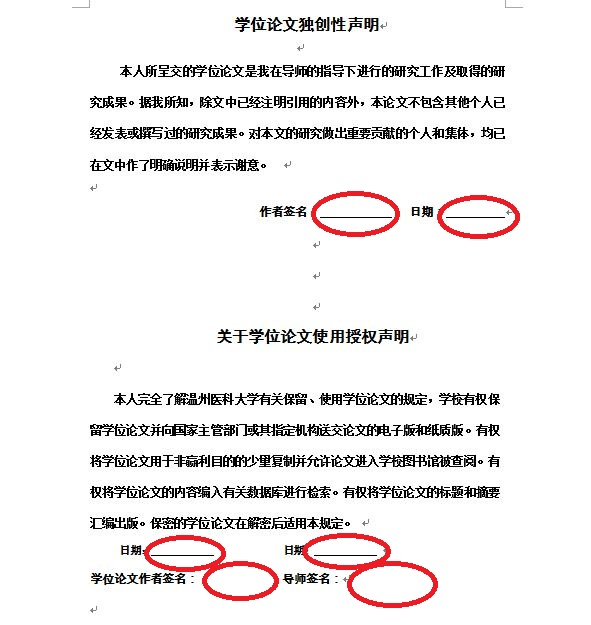 学位论文独创性声明
本人所呈交的学位论文是我在导师的指导下进行的研究工作及取得的研
究成果。据我所知，除文中已经注明引用的内容外，本论文不包含其他个人已
经发表或撰写过的研究成果。对本文的研究做出重要贡献的个人和集体，均已
在文中作了明确说明并表示谢意。
作者签名 日期：
关于学位论文使用授权声明
本人完全了解温州医科大学有关保留、使用学位论文的规定，学校有权保
留学位论文并向国家主管部门或其指定机构送交论文的电子版和纸质版。有权
将学位论文用于非赢利目的的少量复制并允许论文进入学校图书馆被查阅。有
权将学位论文的内容编入有关数据库进行检索。有权将学位论文的标题和摘要
汇编出版。保密的学位论文在解密后适用本规定。
日期： 日期
学位论文作者签名： 导师签名：